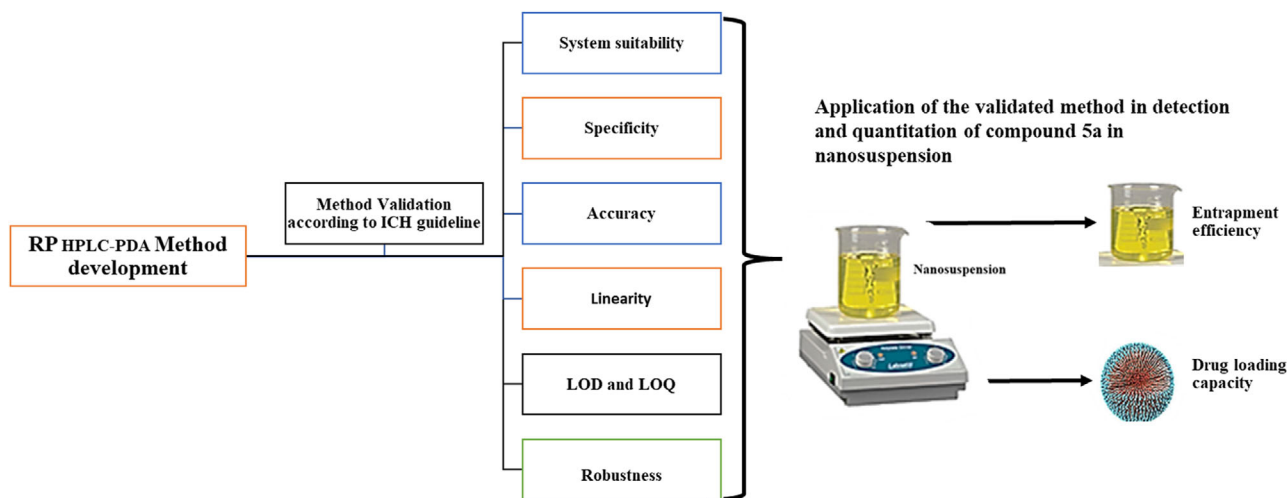 RP HPLC-PDA Method
development
Method Validation
according to ICH guideline
System suitability
Specificity
Accuracy
Linearity
LOD and LOQ
Robustness
Application of the validated method in detection
and quantitation of compound 5a in
nanosuspension
Nanosuspension
Entrapment
efficiency
Drug loading
capacity